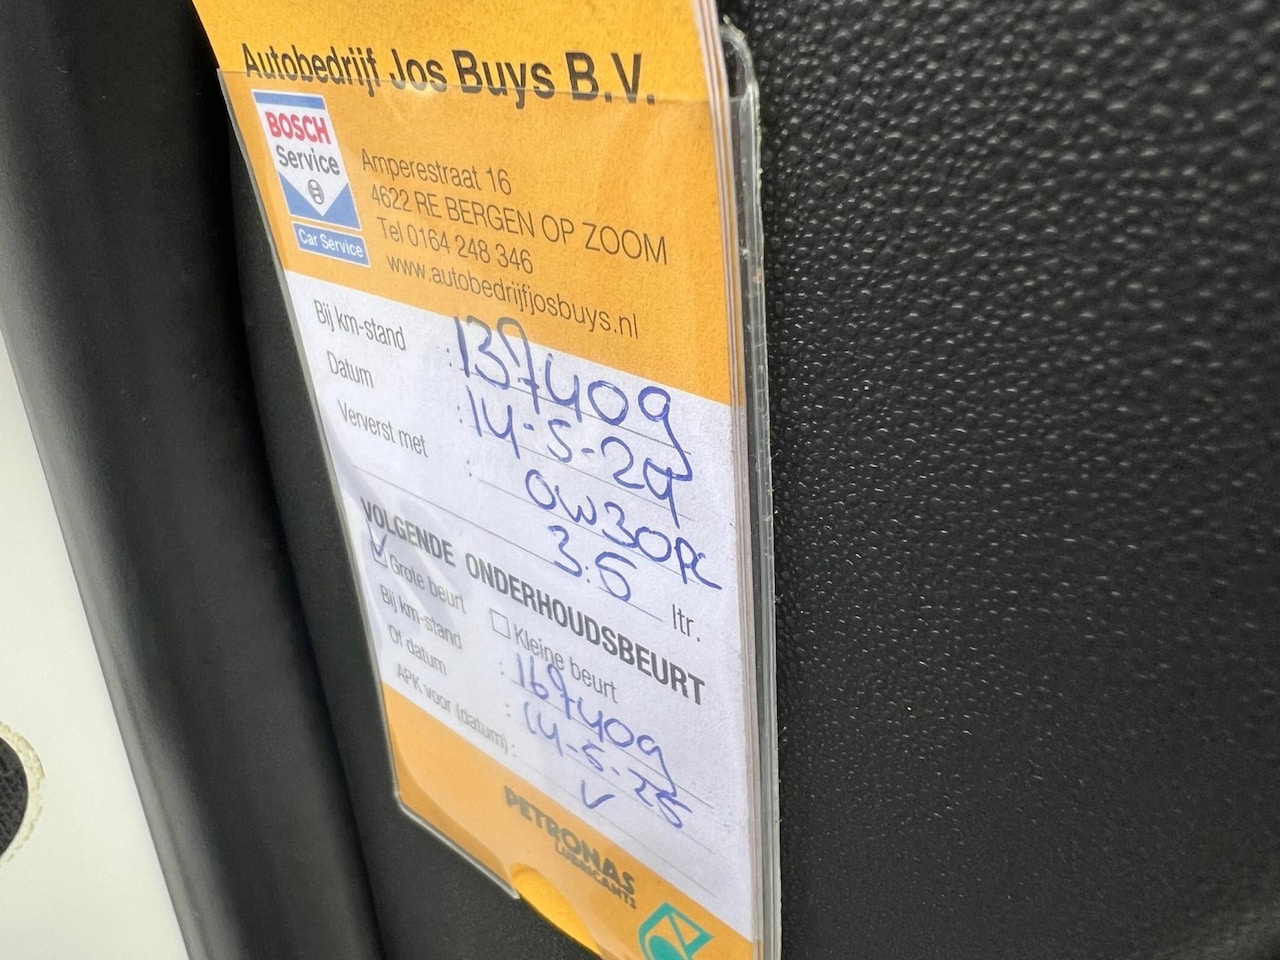 Autobedrijf Jos Buys B.V.
BOSCH
Service
Car Service
Amperestraat 16
4622 RE BERGEN OP ZOOM
Tel 0164 248 346
www.autobedrijfjosbuys.nl
Bij km-stand : 137409
Datum : 14-5-24
Ververst met : 0W30PC
3.5 ltr.
VOLGENDE ONDERHOUDSBEURT
Grote beurt Kleine beurt
Bij km-stand : 167409
Of datum : 14-5-25
APK voor (datum) : v
PETRONAS
LUBRICANTS